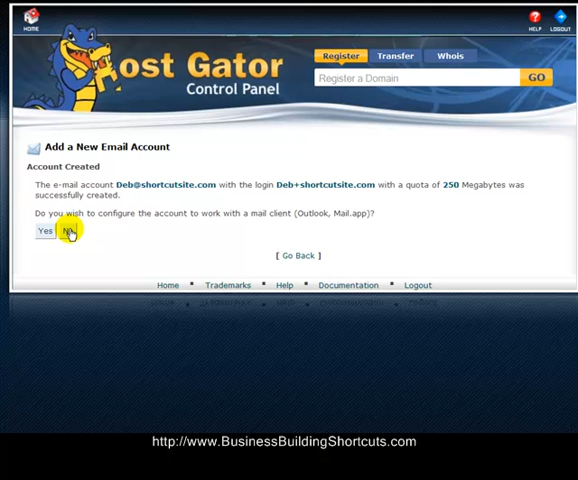 HOME
HELP
LOGOUT
ost Gator
Control Panel
Register
Transfer
Whois
Register a Domain
GO
Add a New Email Account
Account Created
The e-mail account Deb@shortcutsite.com with the login Deb+shortcutsite.com with a quota of 250 Megabytes was
successfully created.
Do you wish to configure the account to work with a mail client (Outlook, Mail.app)?
Yes
No
[ Go Back ]
Home * Trademarks * Help * Documentation * Logout
http://www.BusinessBuildingShortcuts.com